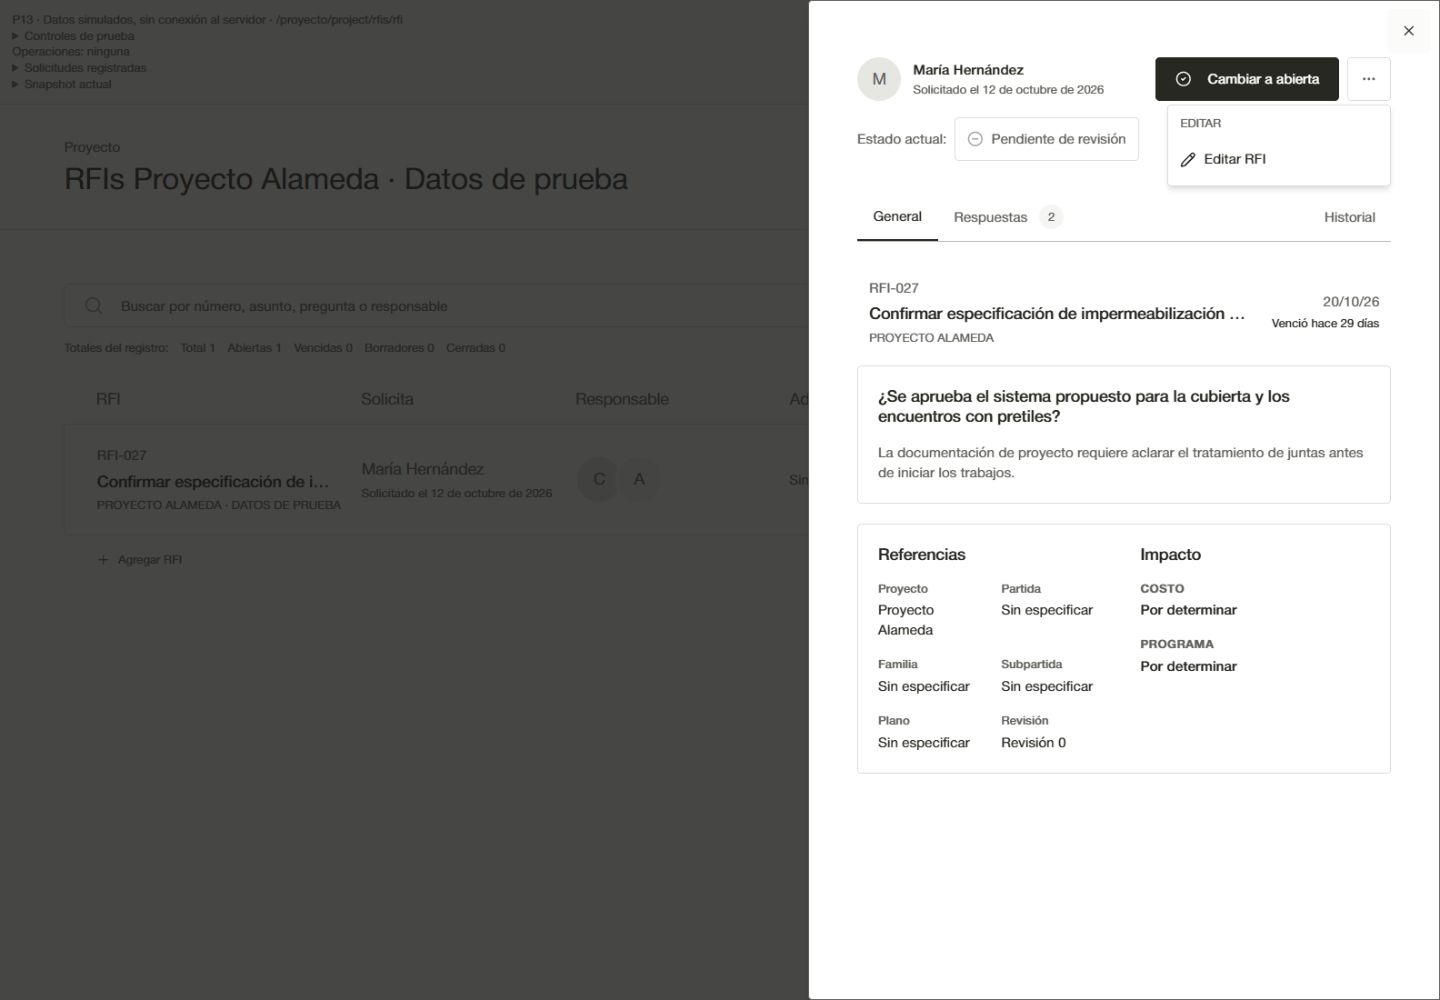 P13 · Datos simulados, sin conexión al servidor · /proyecto/project/rfis/rfi
Controles de prueba
Operaciones: ninguna
Solicitudes registradas
Snapshot actual
Proyecto
RFIs Proyecto Alameda · Datos de prueba
Buscar por número, asunto, pregunta o responsable
Totales del registro: Total 1 Abiertas 1 Vencidas 0 Borradores 0 Cerradas 0
RFI Solicita Responsable Ad
RFI-027
Confirmar especificación de i...
PROYECTO ALAMEDA · DATOS DE PRUEBA
María Hernández
Solicitado el 12 de octubre de 2026
C A
Sin
+ Agregar RFI
M
María Hernández
Solicitado el 12 de octubre de 2026
Cambiar a abierta
Estado actual: Pendiente de revisión
EDITAR
Editar RFI
General Respuestas 2 Historial
RFI-027
Confirmar especificación de impermeabilización ...
PROYECTO ALAMEDA
20/10/26
Venció hace 29 días
¿Se aprueba el sistema propuesto para la cubierta y los
encuentros con pretiles?
La documentación de proyecto requiere aclarar el tratamiento de juntas antes
de iniciar los trabajos.
Referencias
Proyecto Partida
Proyecto Sin especificar
Alameda
Familia Subpartida
Sin especificar Sin especificar
Plano Revisión
Sin especificar Revisión 0
Impacto
COSTO
Por determinar
PROGRAMA
Por determinar